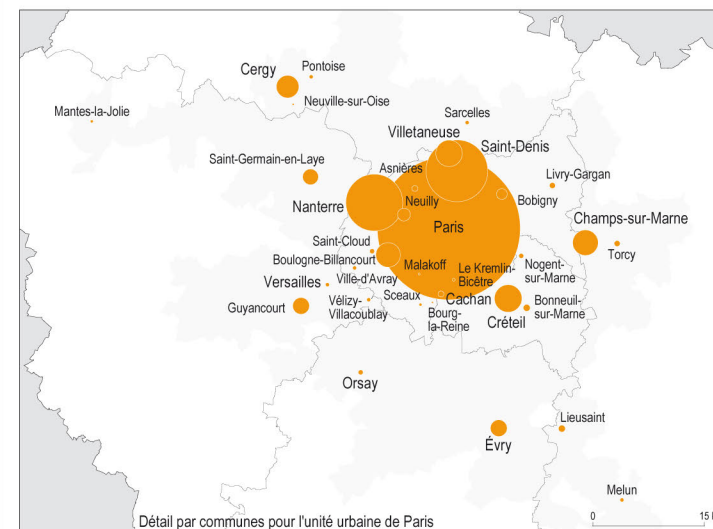 Pontoise
Cergy
Neuville-sur-Oise
Mantes-la-Jolie
Sarcelles
Villetaneuse
Saint-Denis
Saint-Germain-en-Laye
Asnières
Livry-Gargan
Nanterre
Neuilly
Bobigny
Paris
Champs-sur-Marne
Saint-Cloud
Torcy
Boulogne-Billancourt
Malakoff
Le Kremlin-
Bicêtre
Nogent-
sur-Marne
Ville-d'Avray
Versailles
Sceaux
Cachan
Guyancourt
Vélizy-
Villacoublay
Bourg-
la-Reine
Créteil
Bonneuil-
sur-Marne
Orsay
Lieusaint
Évry
Melun
Détail par communes pour l'unité urbaine de Paris
0 15